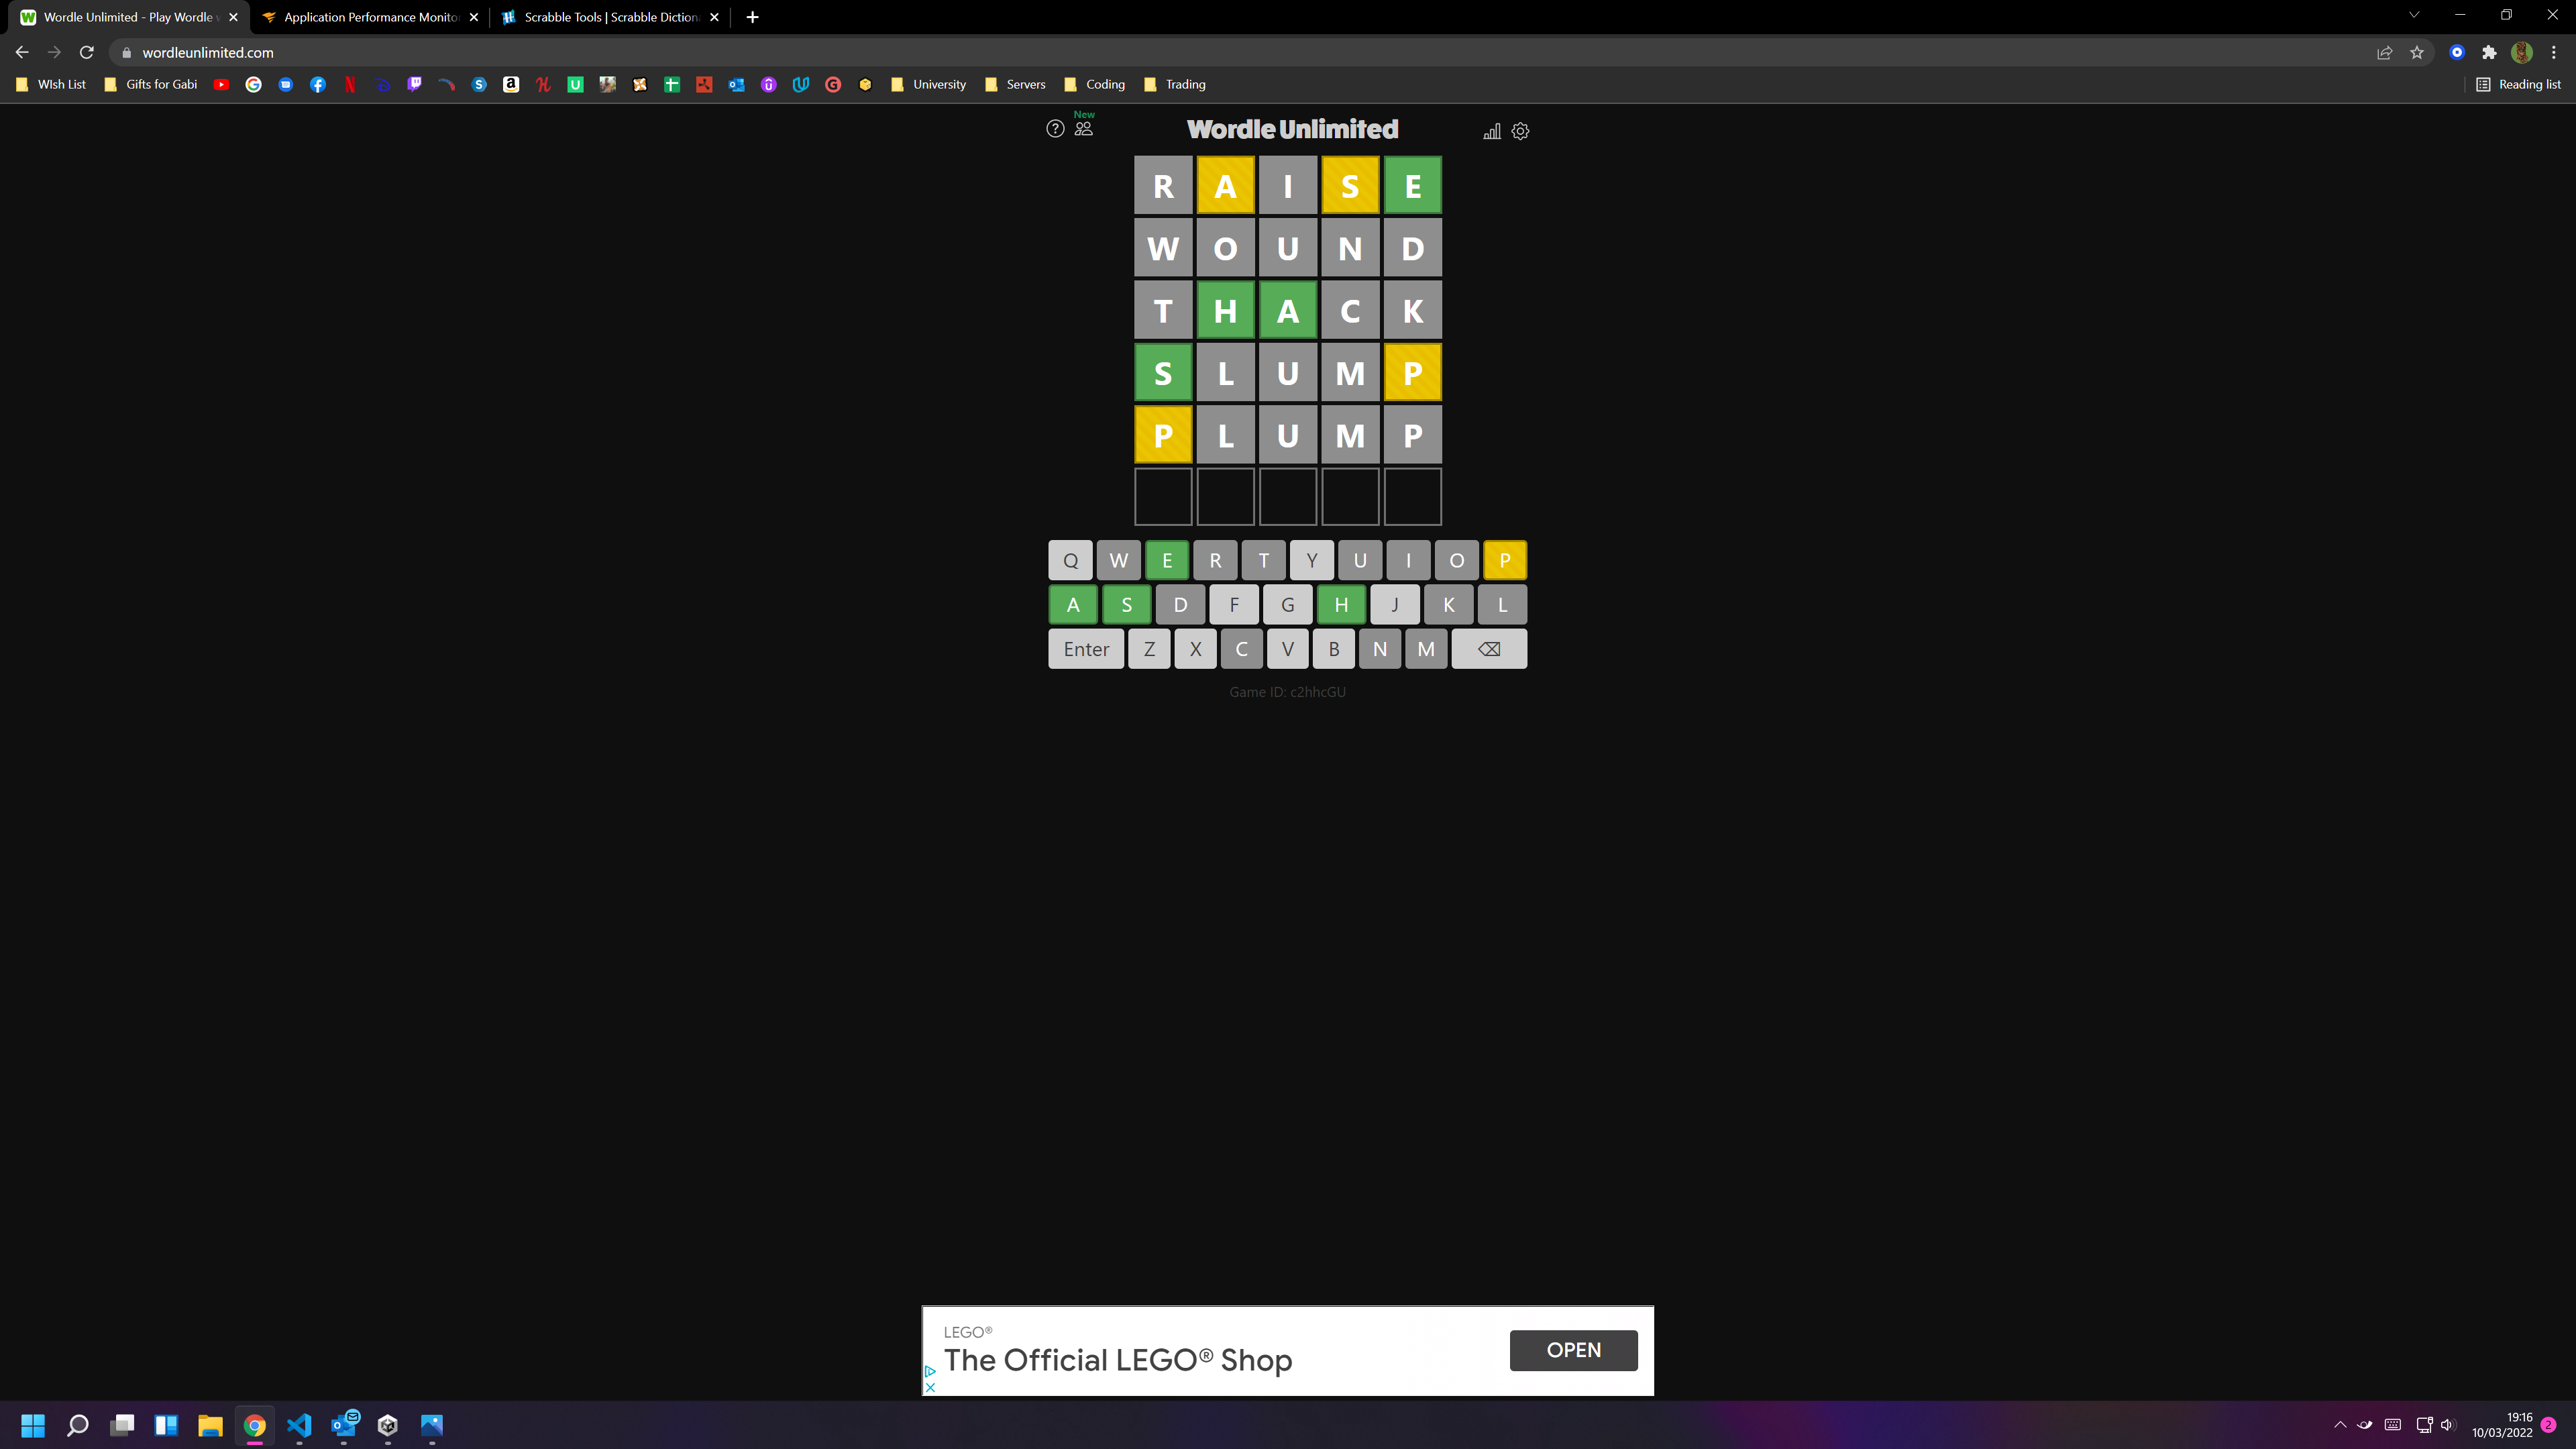 Wordle Unlimited - Play Wordle w
Application Performance Monitor
Scrabble Tools | Scrabble Diction
wordleunlimited.com
WIsh List
Gifts for Gabi
University
Servers
Coding
Trading
Reading list
New
Wordle Unlimited
R A I S E
W O U N D
T H A C K
S L U M P
P L U M P
Q W E R T Y U I O P
A S D F G H J K L
Enter Z X C V B N M
Game ID: c2hhcGU
LEGO®
The Official LEGO® Shop
OPEN
19:16
10/03/2022
2